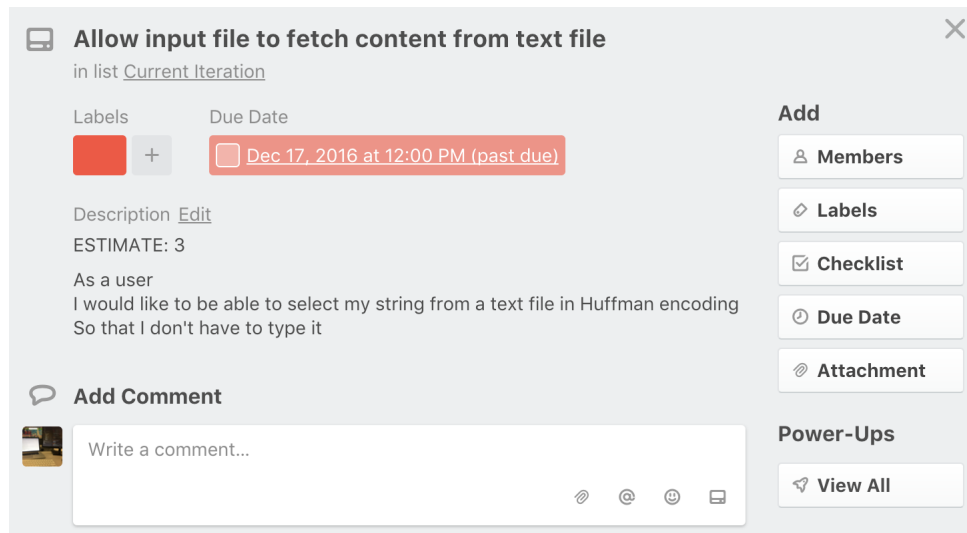 Allow input file to fetch content from text file
in list Current Iteration
Labels
Due Date
+
Dec 17, 2016 at 12:00 PM (past due)
Description Edit
ESTIMATE: 3
As a user
I would like to be able to select my string from a text file in Huffman encoding
So that I don't have to type it
Add Comment
Write a comment...
@
Add
Members
Labels
Checklist
Due Date
Attachment
Power-Ups
View All